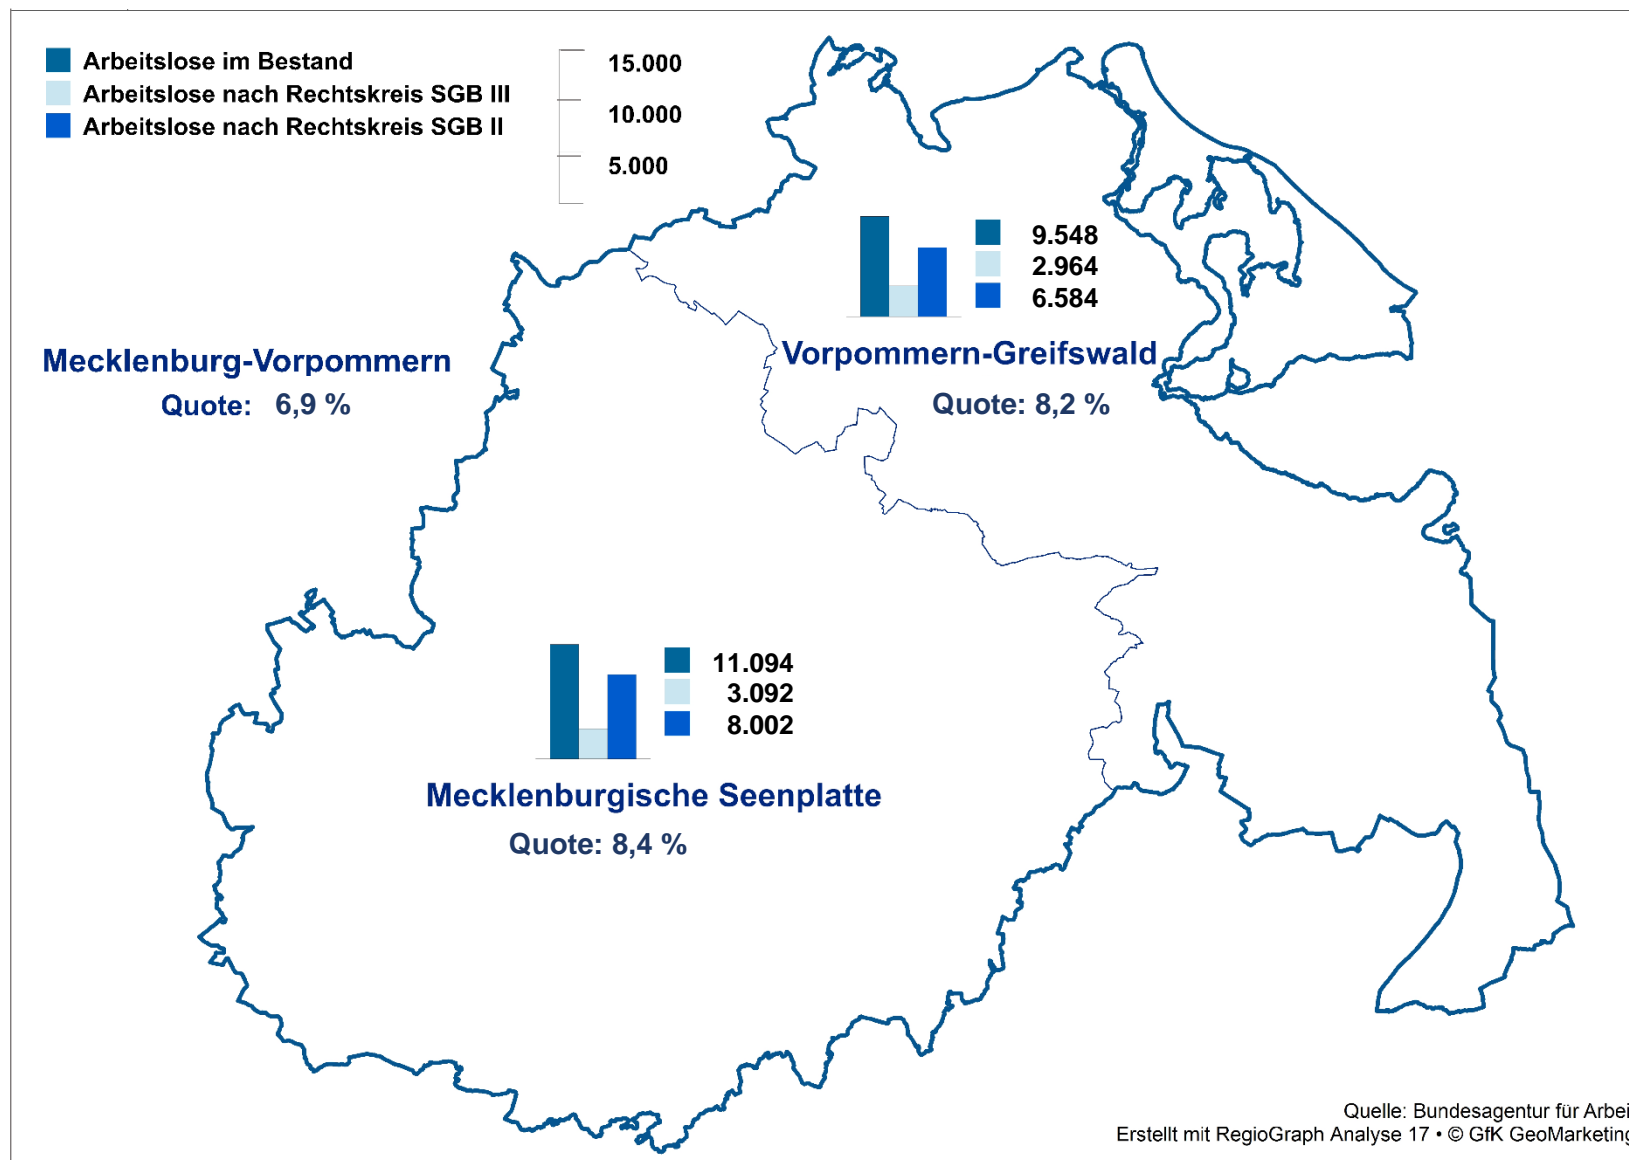 Arbeitslose im Bestand
Arbeitslose nach Rechtskreis SGB III
Arbeitslose nach Rechtskreis SGB II
15.000
10.000
5.000
9.548
2.964
6.584
Vorpommern-Greifswald
Quote: 8,2 %
Mecklenburg-Vorpommern
Quote: 6,9 %
11.094
3.092
8.002
Mecklenburgische Seenplatte
Quote: 8,4 %
Quelle: Bundesagentur für Arbei
Erstellt mit RegioGraph Analyse 17 • © GfK GeoMarketing